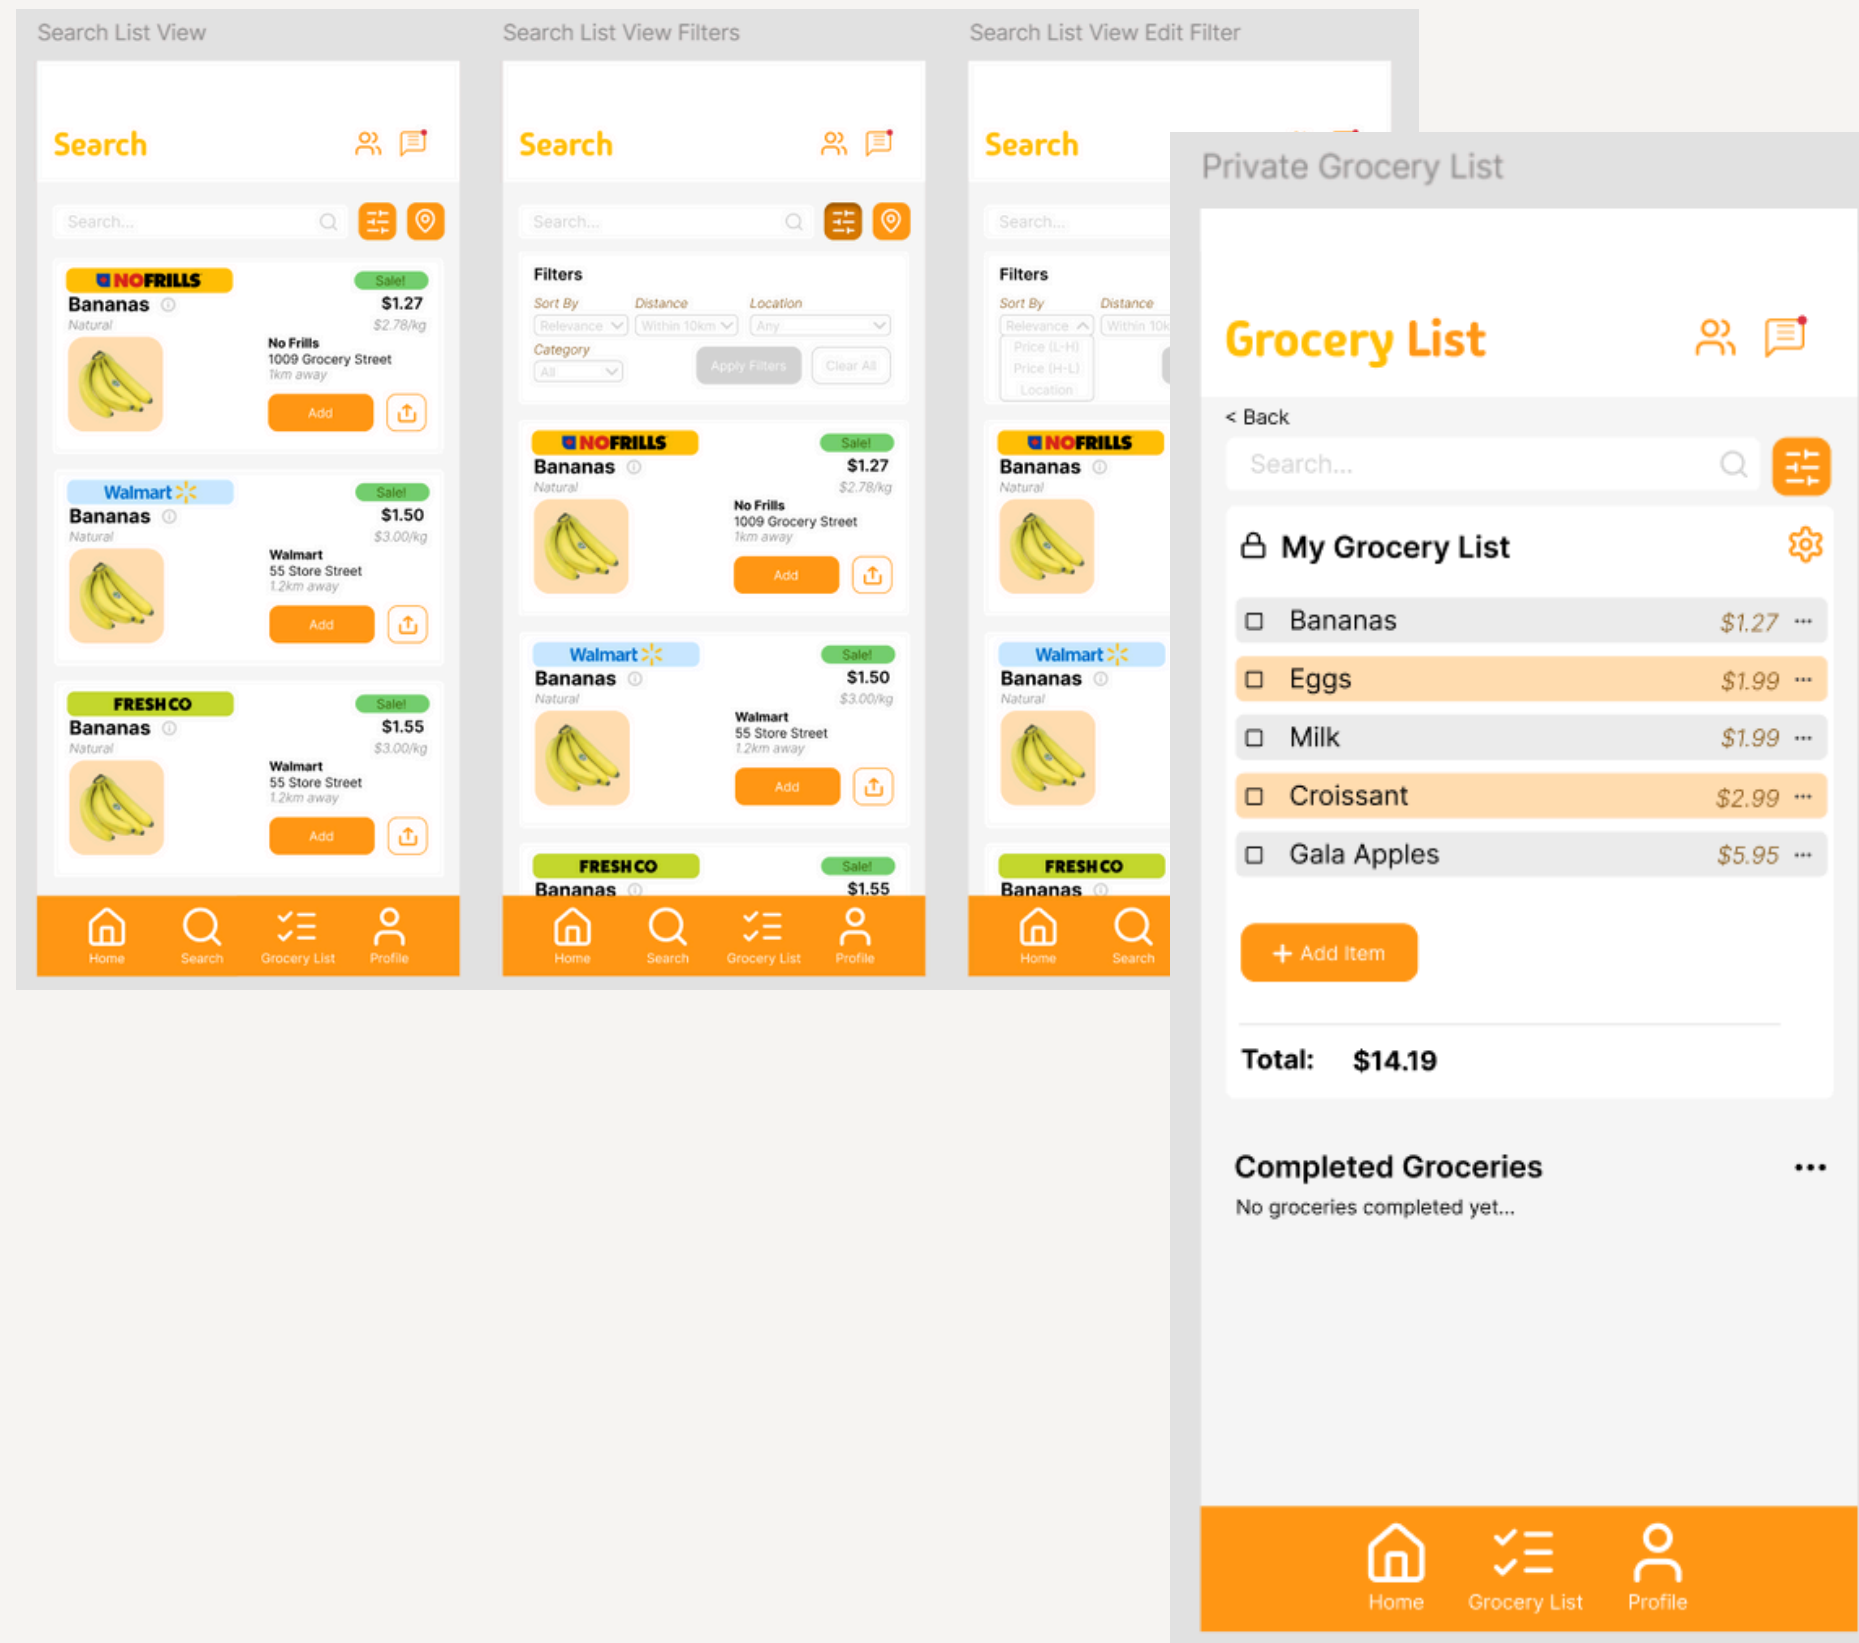 Search List View
Search
Search...
NOFRILLS
Sale!
Bananas
$1.27
Natural
$2.78/kg
No Frills
1009 Grocery Street
1km away
Add
Walmart
Sale!
Bananas
$1.50
Natural
$3.00/kg
Walmart
55 Store Street
1.2km away
Add
FRESHCO
Sale!
Bananas
$1.55
Natural
$3.00/kg
Walmart
55 Store Street
1.2km away
Add
Home Search Grocery List Profile
Search List View Filters
Search
Search...
Filters
Sort By Distance Location
Relevance Within 10km Any
Category
All
Apply Filters Clear All
NOFRILLS
Sale!
Bananas
$1.27
Natural
$2.78/kg
No Frills
1009 Grocery Street
1km away
Add
Walmart
Sale!
Bananas
$1.50
Natural
$3.00/kg
Walmart
55 Store Street
1.2km away
Add
FRESHCO
Sale!
Bananas
$1.55
Home Search Grocery List Profile
Search List View Edit Filter
Search
Search...
Filters
Sort By Distance
Relevance Within 10k
Price (L-H)
Price (H-L)
Location
NOFRILLS
Bananas
Natural
Walmart
Bananas
Natural
FRESHCO
Bananas
Home Search
Private Grocery List
Grocery List
< Back
Search...
My Grocery List
Bananas $1.27 ...
Eggs $1.99 ...
Milk $1.99 ...
Croissant $2.99 ...
Gala Apples $5.95 ...
+ Add Item
Total: $14.19
Completed Groceries ...
No groceries completed yet...
Home Grocery List Profile